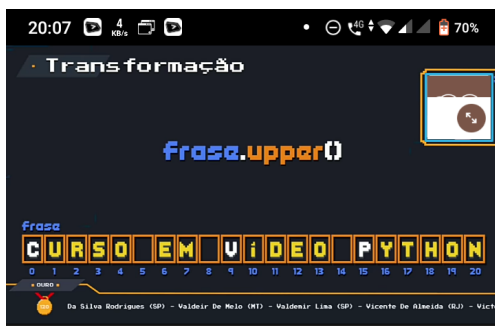 20:07 4 KB/s 4G 70%
Transformação
frase.upper()
frase
CURSO EM VíDEO PYTHON
0 1 2 3 4 5 6 7 8 9 10 11 12 13 14 15 16 17 18 19 20
OURO
Da Silva Rodrigues (SP) - Valdeir De Melo (MT) - Valdemir Lima (SP) - Vicente De Almeida (RJ) - Vict